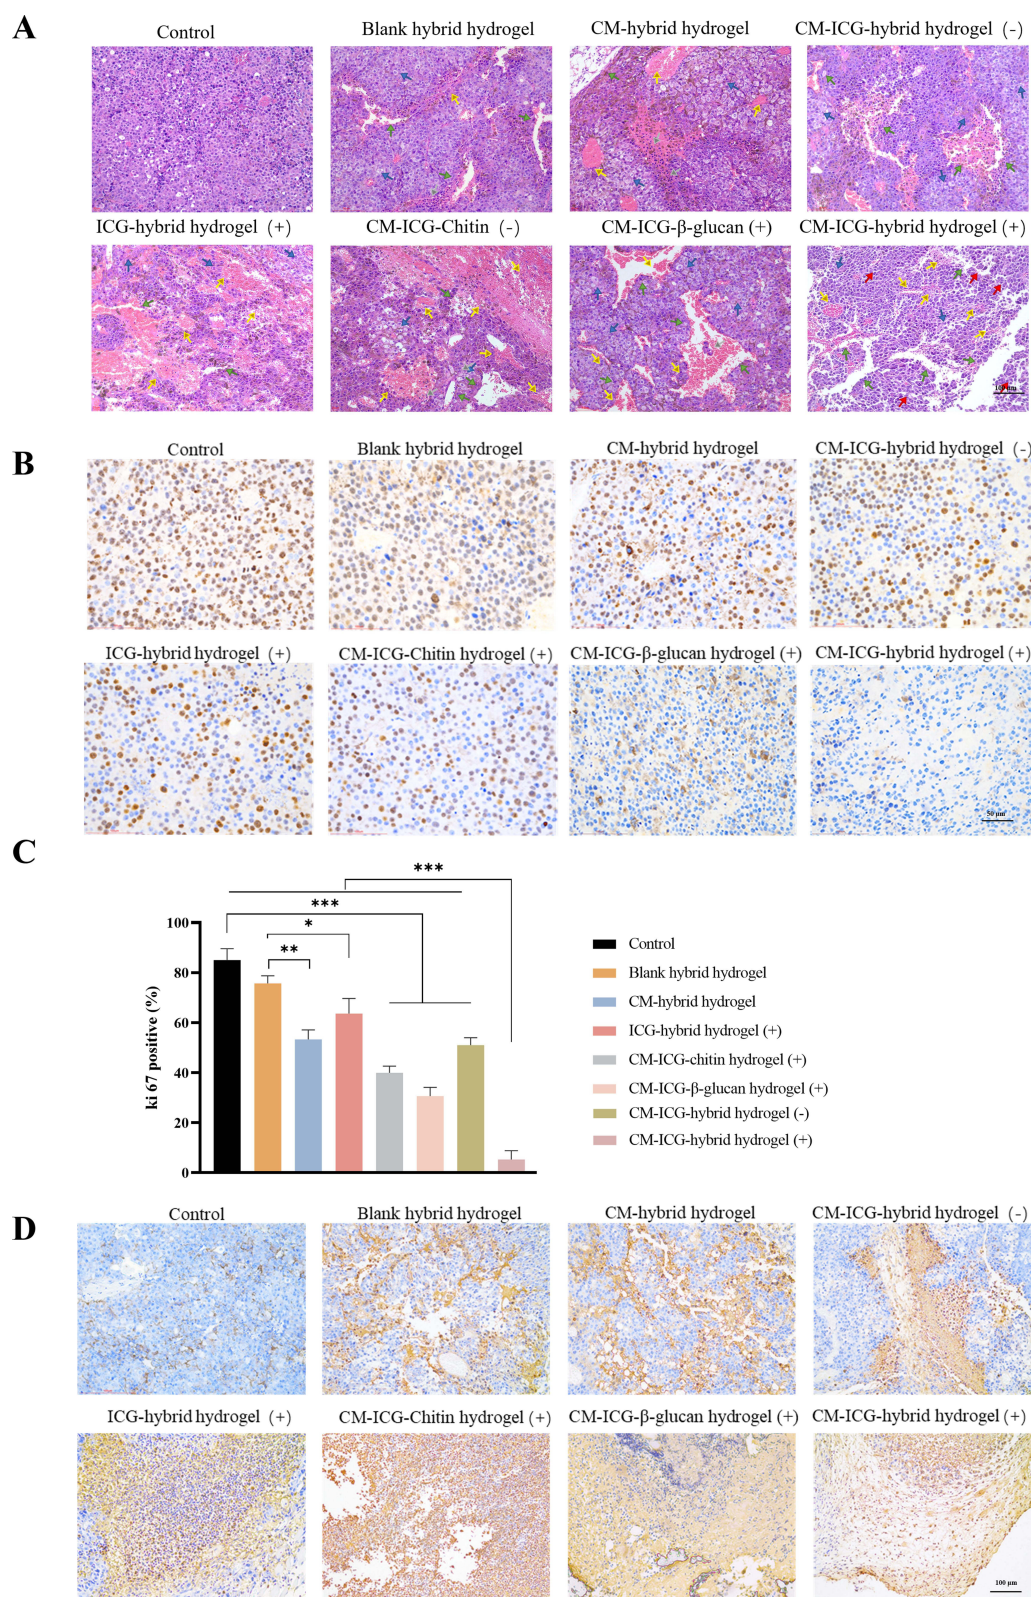 A
Control
Blank hybrid hydrogel
CM-hybrid hydrogel
CM-ICG-hybrid hydrogel (-)
ICG-hybrid hydrogel (+)
CM-ICG-Chitin (-)
CM-ICG-β-glucan (+)
CM-ICG-hybrid hydrogel (+)
100 μm
B
Control
Blank hybrid hydrogel
CM-hybrid hydrogel
CM-ICG-hybrid hydrogel (-)
ICG-hybrid hydrogel (+)
CM-ICG-Chitin hydrogel (+)
CM-ICG-β-glucan hydrogel (+)
CM-ICG-hybrid hydrogel (+)
50 μm
C
***
***
*
**
ki 67 positive (%)
100
80
60
40
20
0
Control
Blank hybrid hydrogel
CM-hybrid hydrogel
ICG-hybrid hydrogel (+)
CM-ICG-chitin hydrogel (+)
CM-ICG-β-glucan hydrogel (+)
CM-ICG-hybrid hydrogel (-)
CM-ICG-hybrid hydrogel (+)
D
Control
Blank hybrid hydrogel
CM-hybrid hydrogel
CM-ICG-hybrid hydrogel (-)
ICG-hybrid hydrogel (+)
CM-ICG-Chitin hydrogel (+)
CM-ICG-β-glucan hydrogel (+)
CM-ICG-hybrid hydrogel (+)
100 μm